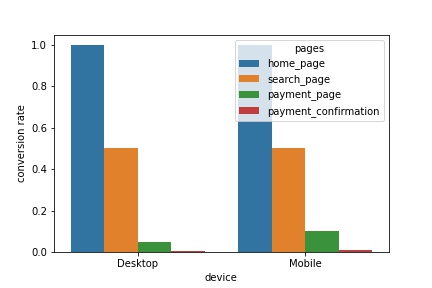 pages
home_page
search_page
payment_page
payment_confirmation
conversion rate
1.0
0.8
0.6
0.4
0.2
0.0
Desktop Mobile
device